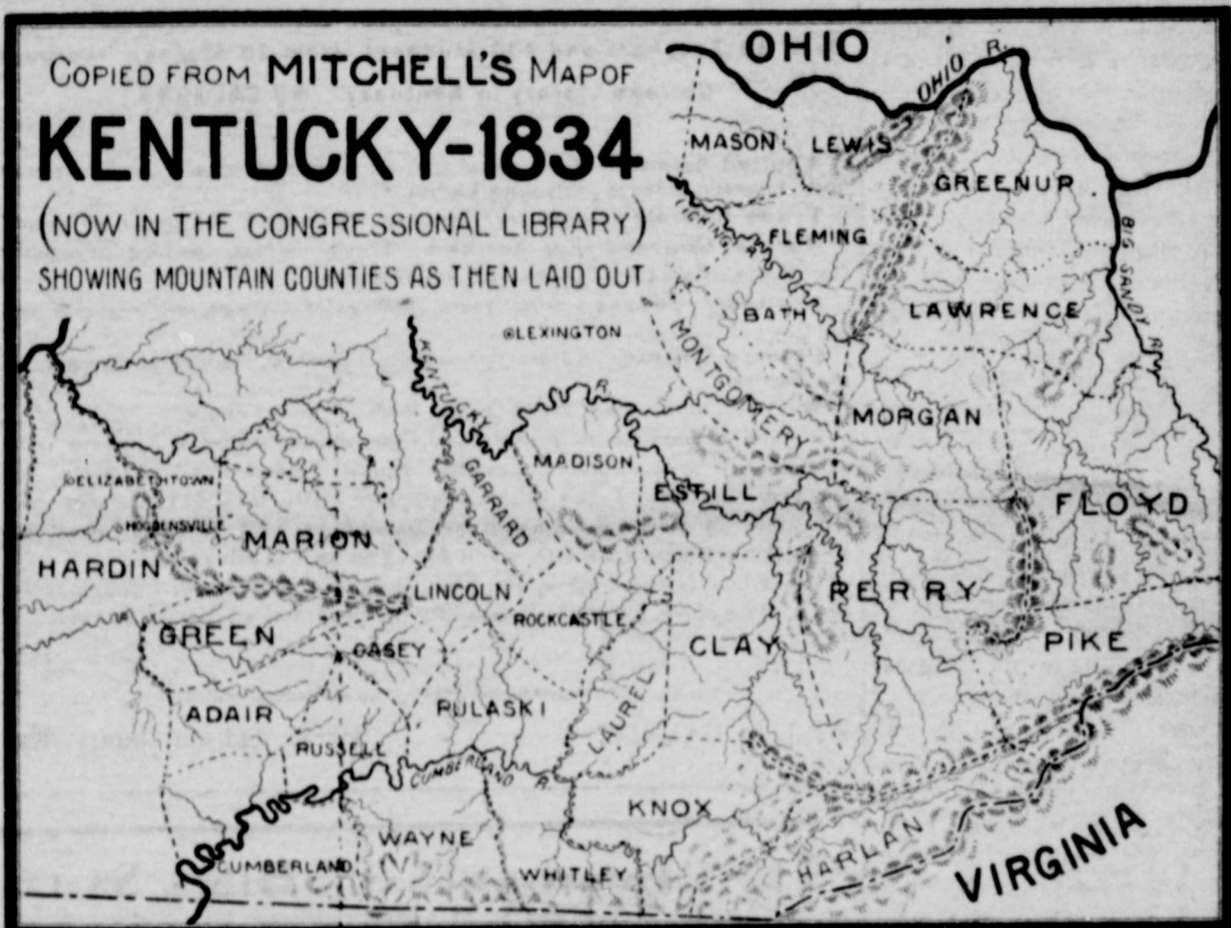 COPIED FROM MITCHELL'S MAP OF
KENTUCKY-1834
(NOW IN THE CONGRESSIONAL LIBRARY)
SHOWING MOUNTAIN COUNTIES AS THEN LAID OUT
OHIO
OHIO R.
MASON
LEWIS
GREENUP
LICKING R.
FLEMING
BIG SANDY R.
BATH
LAWRENCE
LEXINGTON
MONTGOMERY
KENTUCKY R.
MORGAN
GARRARD
MADISON
ELIZABETHTOWN
ESTILL
FLOYD
HODGENSVILLE
MARION
HARDIN
LINCOLN
PERRY
ROCKCASTLE
GREEN
CASEY
CLAY
PIKE
LAUREL
ADAIR
PULASKI
RUSSELL
CUMBERLAND R.
KNOX
WAYNE
HARLAN
VIRGINIA
CUMBERLAND
WHITLEY